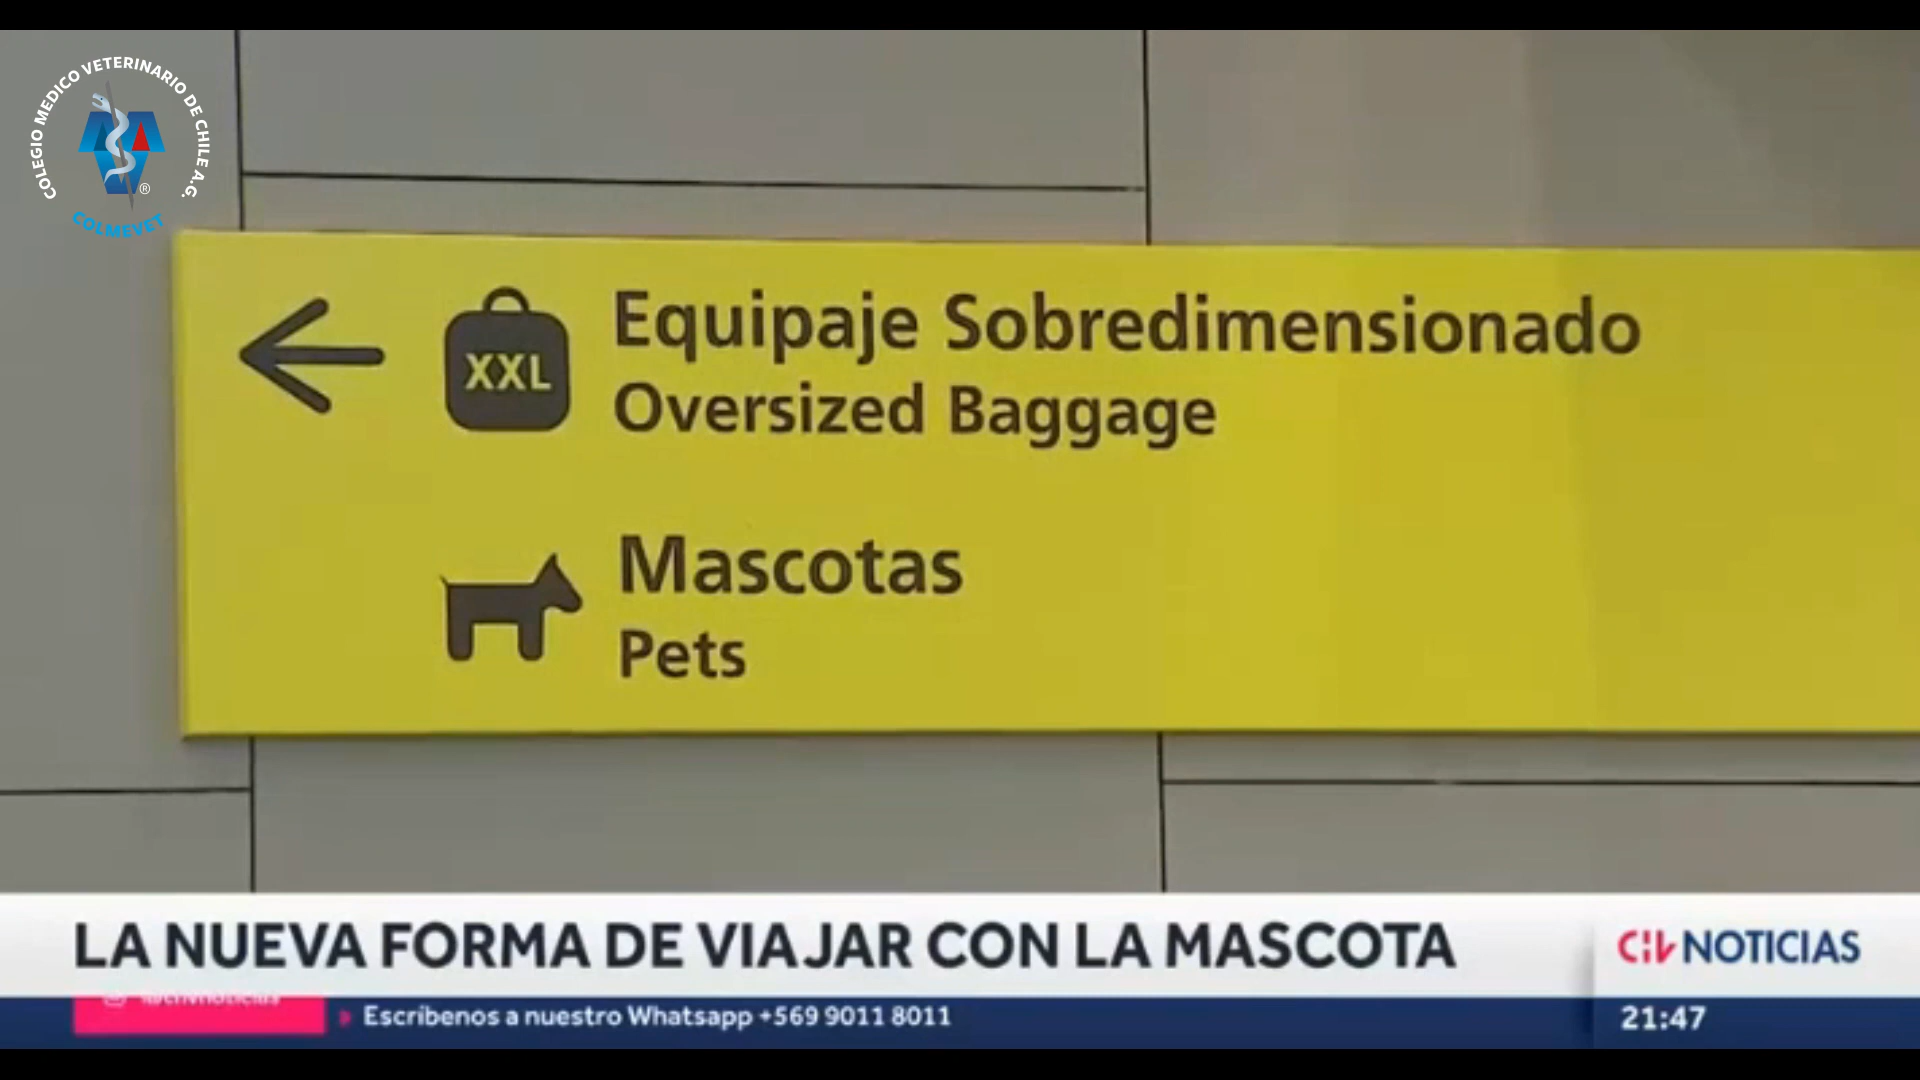 COLEGIO MEDICO VETERINARIO DE CHILE A.G.
®
COLMEVET
XXL
Equipaje Sobredimensionado
Oversized Baggage
Mascotas
Pets
LA NUEVA FORMA DE VIAJAR CON LA MASCOTA
CHV NOTICIAS
Escríbenos a nuestro Whatsapp +569 9011 8011
21:47